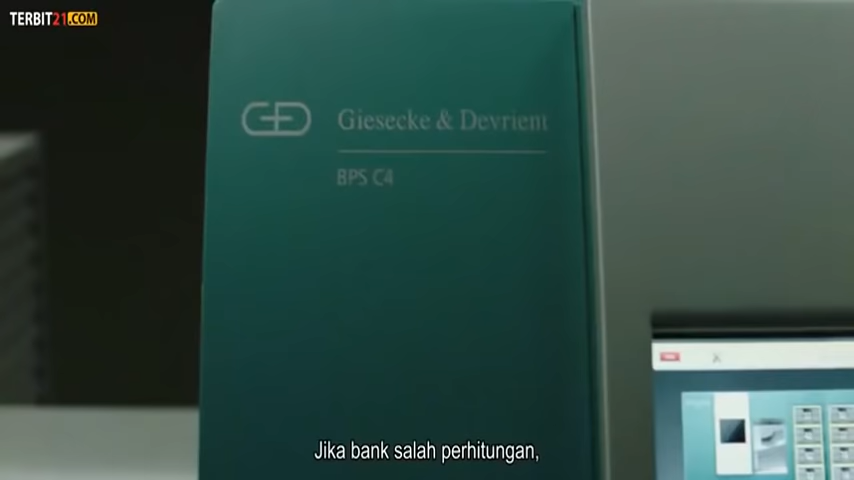 TERBIT21.COM
Giesecke & Devrient
BPS C4
Jika bank salah perhitungan,